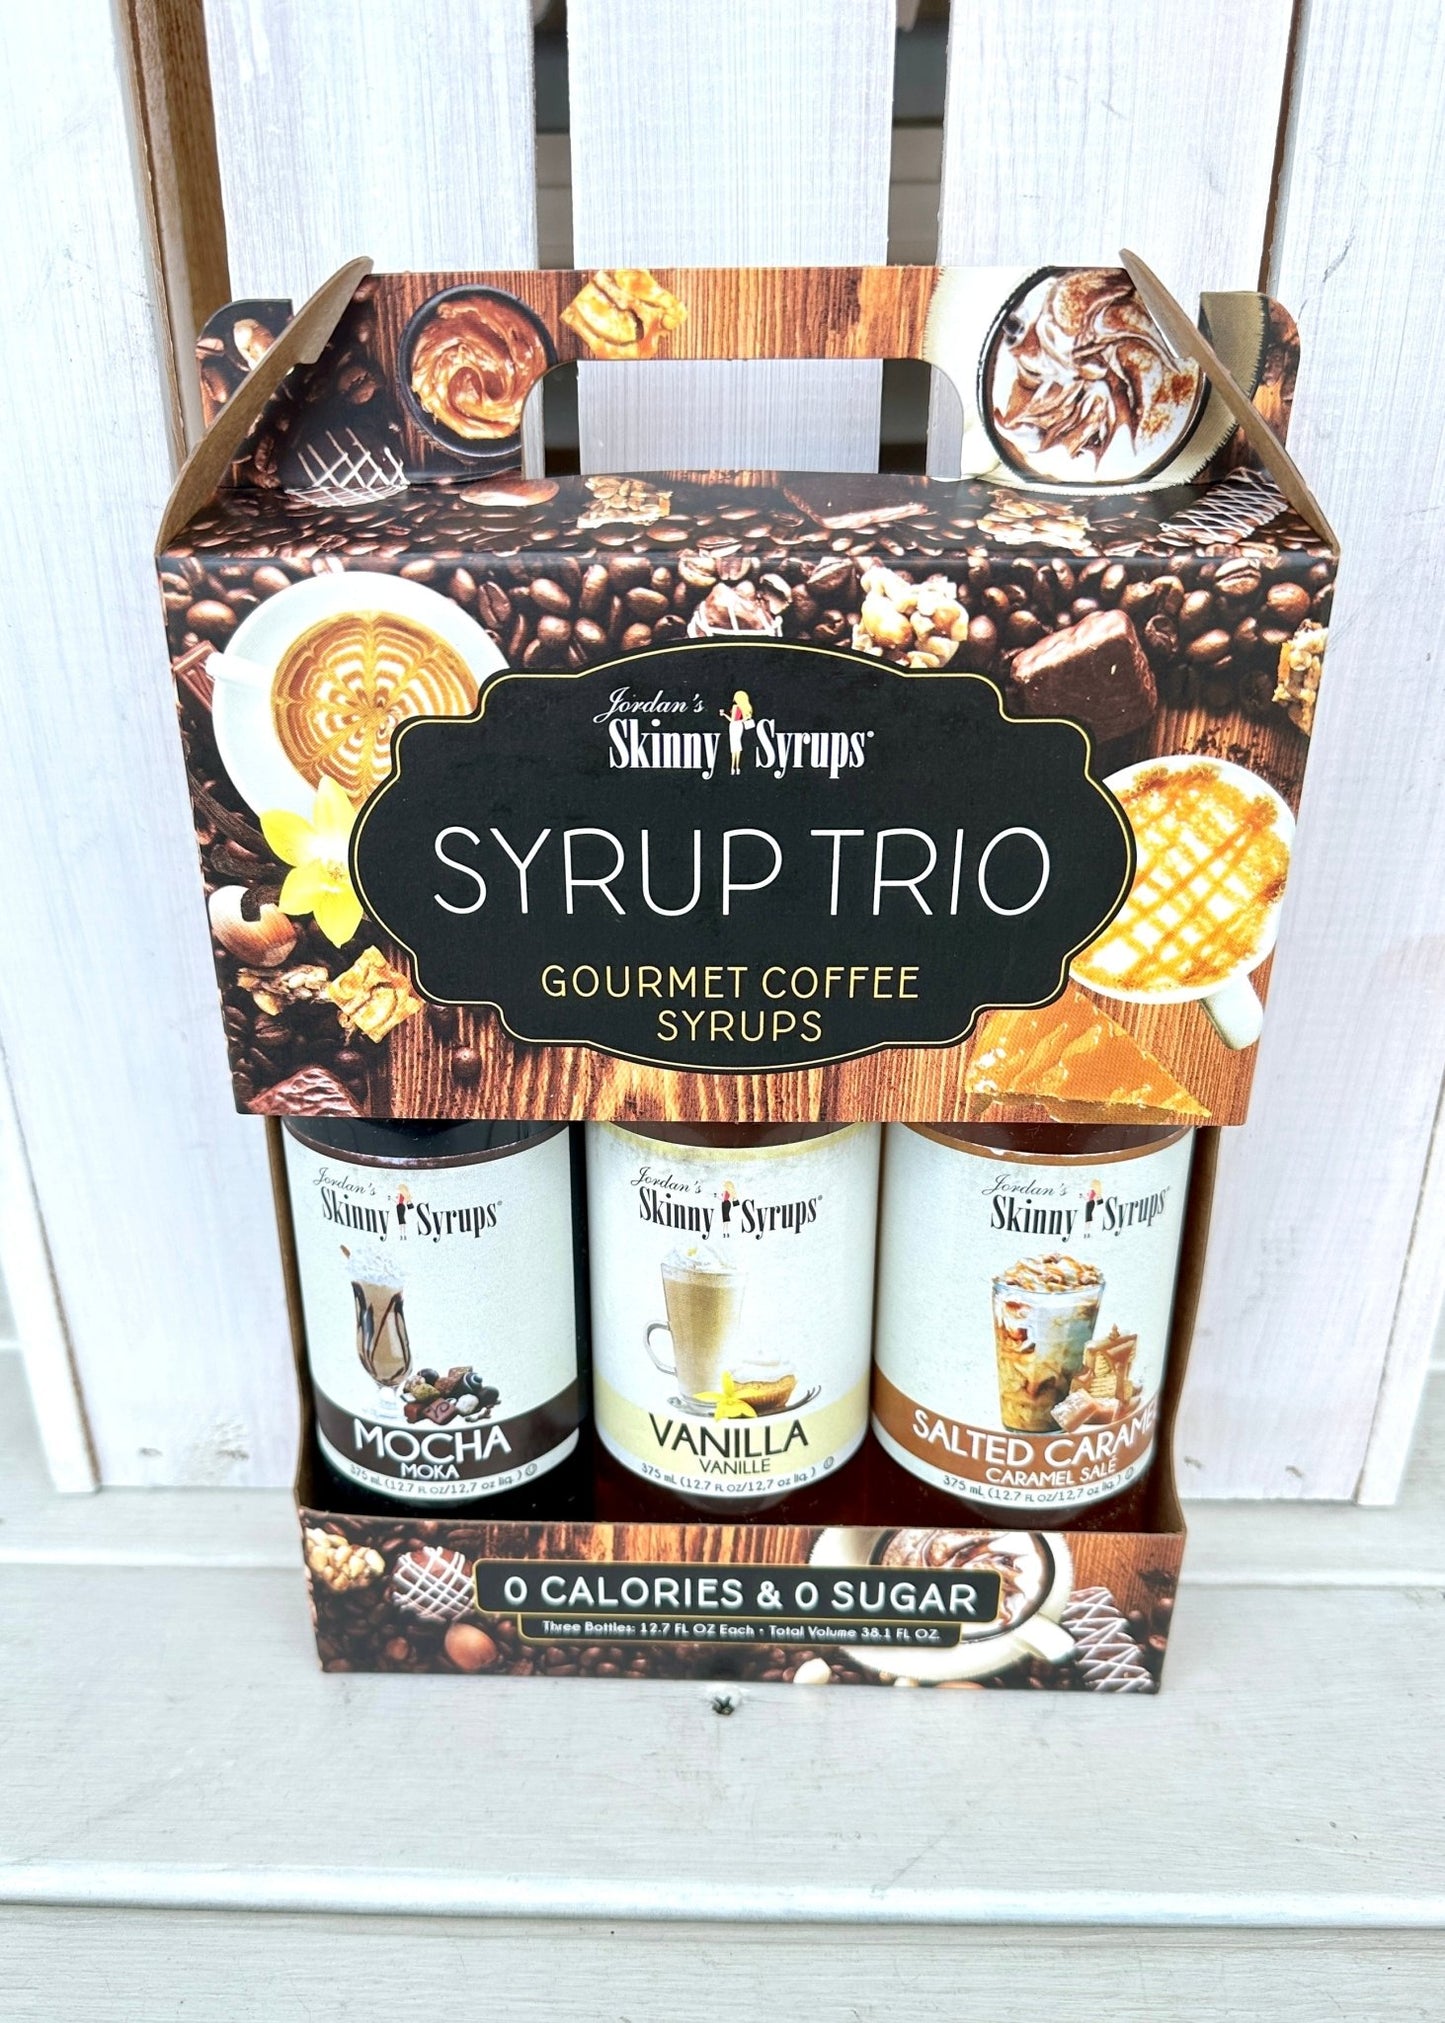 Jordan's
Skinny Syrups®
SYRUP TRIO
GOURMET COFFEE
SYRUPS
Jordan's
Skinny Syrups®
MOCHA
MOKA
375 mL (12.7 fl oz/12.7 oz liq.)
Jordan's
Skinny Syrups®
VANILLA
VANILLE
375 mL (12.7 fl oz/12.7 oz liq.)
Jordan's
Skinny Syrups®
SALTED CARAME
CARAMEL SALÉ
375 mL (12.7 fl oz/12.7 oz liq.)
0 CALORIES & 0 SUGAR
Three Bottles: 12.7 FL OZ Each • Total Volume 38.1 FL OZ